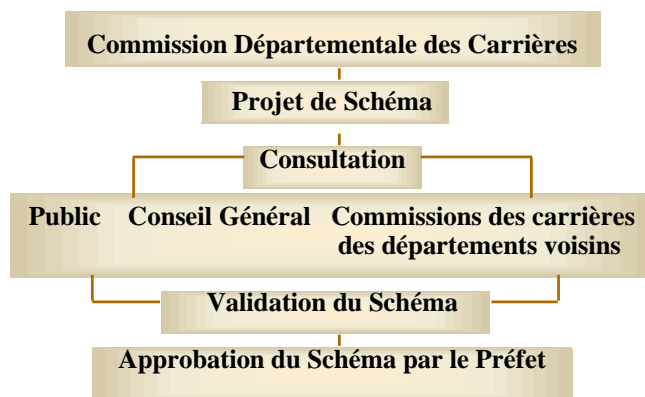 Commission Départementale des Carrières
Projet de Schéma
Consultation
Public Conseil Général Commissions des carrières
des départements voisins
Validation du Schéma
Approbation du Schéma par le Préfet